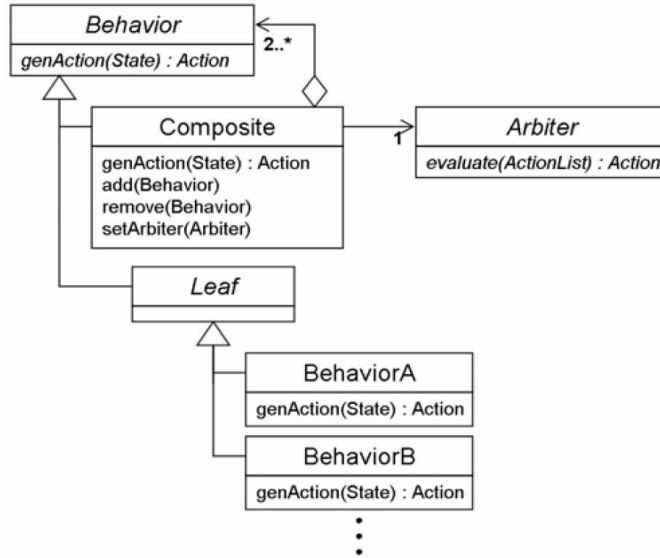 Behavior
genAction(State) : Action
2..*
Composite
genAction(State) : Action
add(Behavior)
remove(Behavior)
setArbiter(Arbiter)
1
Arbiter
evaluate(ActionList) : Action
Leaf
BehaviorA
genAction(State) : Action
BehaviorB
genAction(State) : Action